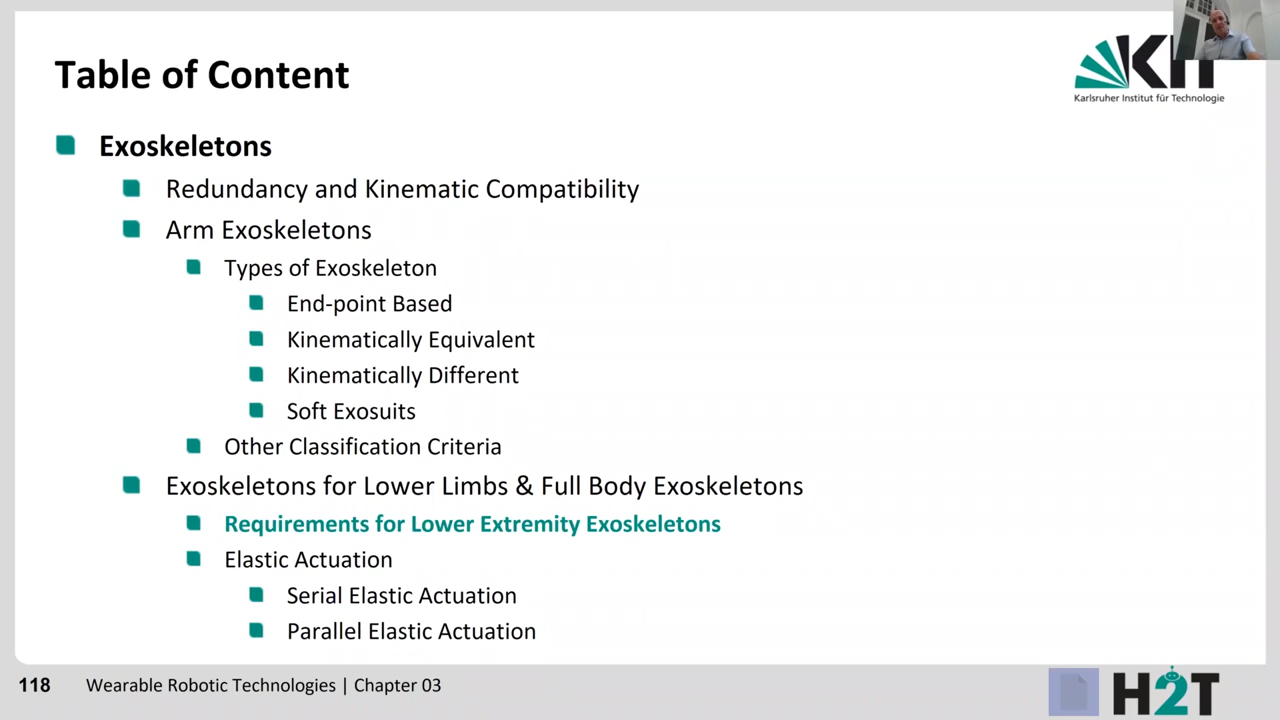 Table of Content
KIT
Karlsruher Institut für Technologie
Exoskeletons
Redundancy and Kinematic Compatibility
Arm Exoskeletons
Types of Exoskeleton
End-point Based
Kinematically Equivalent
Kinematically Different
Soft Exosuits
Other Classification Criteria
Exoskeletons for Lower Limbs & Full Body Exoskeletons
Requirements for Lower Extremity Exoskeletons
Elastic Actuation
Serial Elastic Actuation
Parallel Elastic Actuation
118 Wearable Robotic Technologies | Chapter 03
H2T